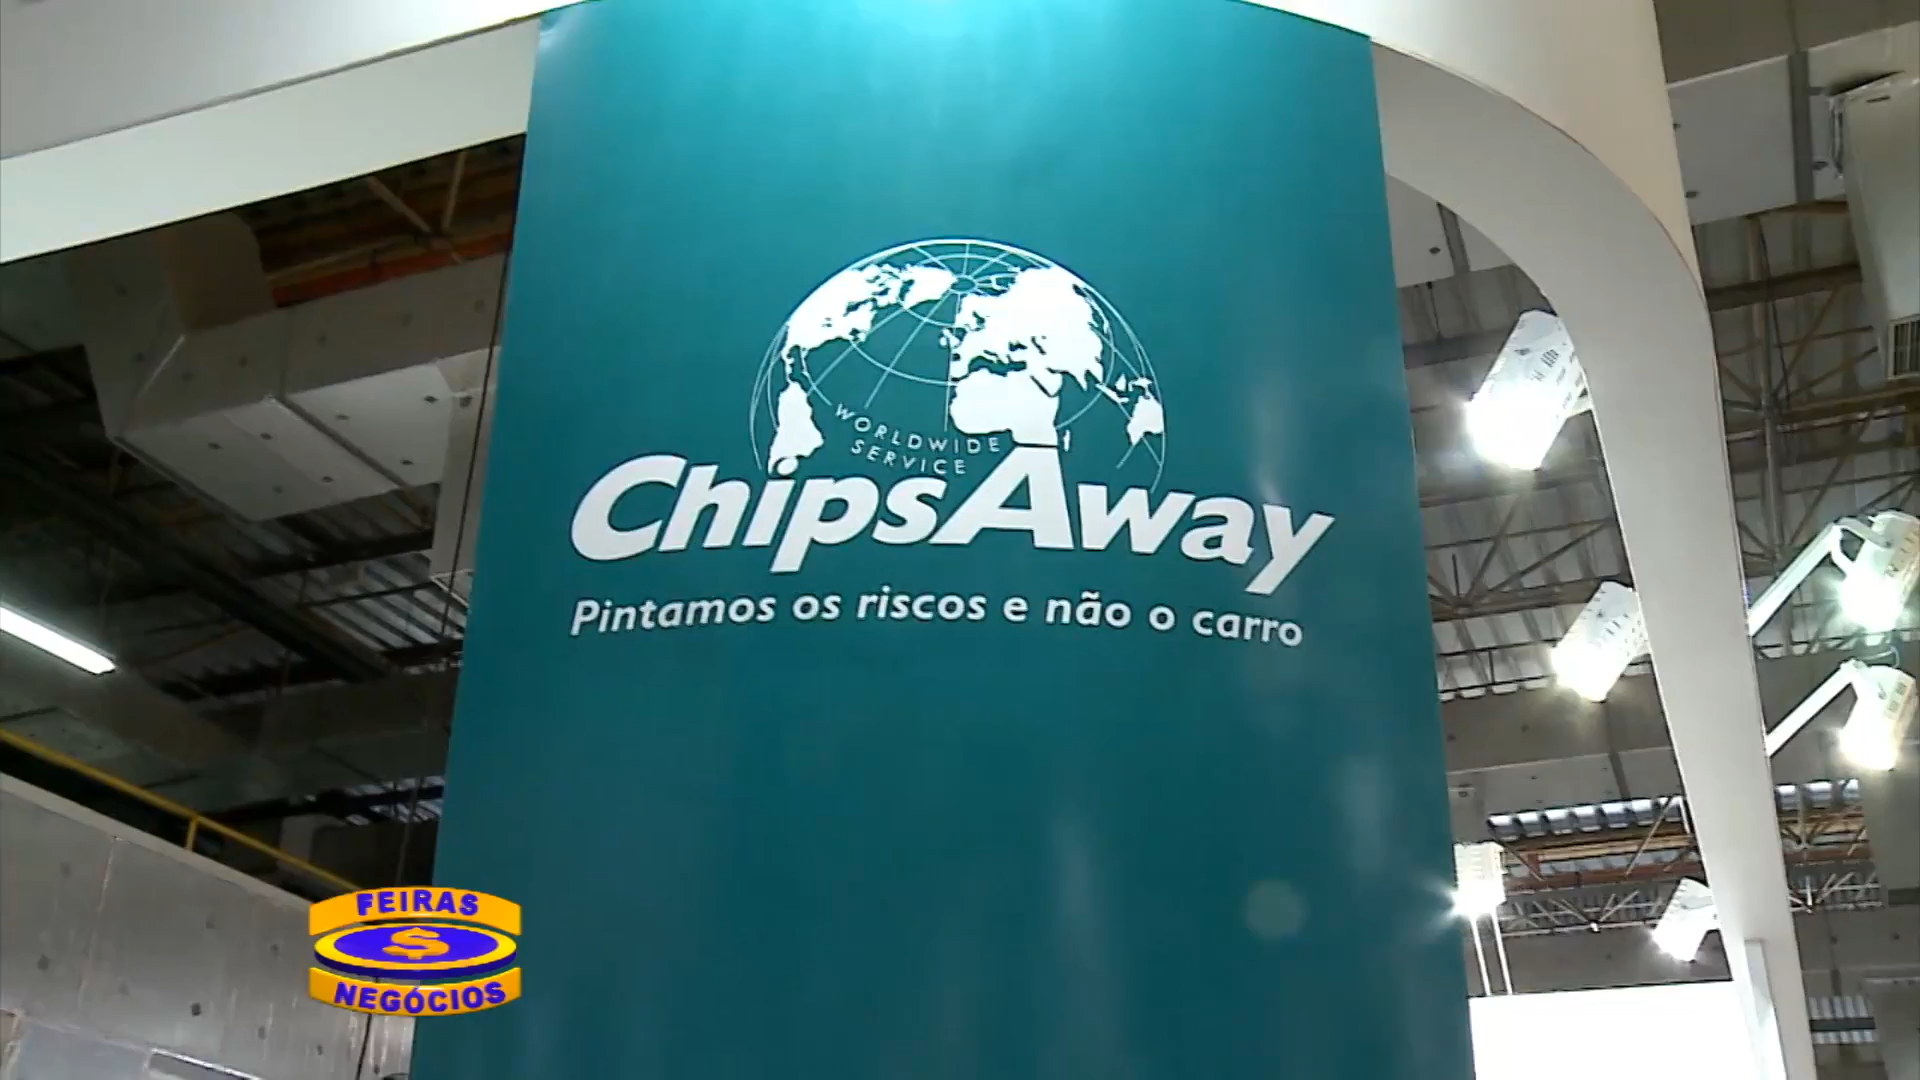 WORLDWIDE
SERVICE
ChipsAway
Pintamos os riscos e não o carro
FEIRAS
$
NEGÓCIOS